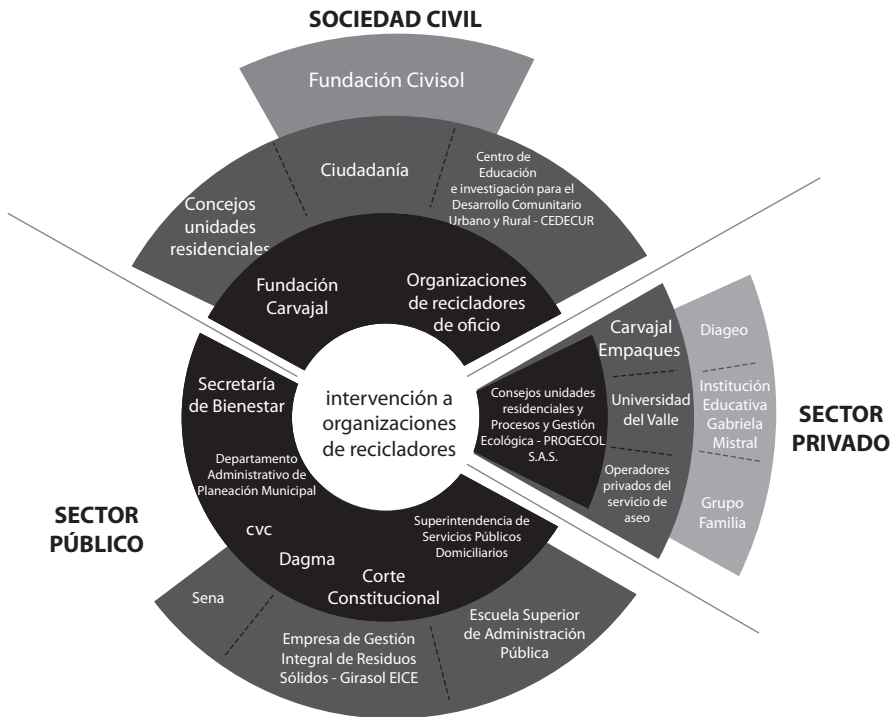 SOCIEDAD CIVIL
Fundación Civisol
Concejos
unidades
residenciales
Ciudadanía
Centro de
Educación
e investigación para el
Desarrollo Comunitario
Urbano y Rural - CEDECUR
Fundación
Carvajal
Organizaciones
de recicladores
de oficio
intervención a
organizaciones
de recicladores
SECTOR
PRIVADO
Consejos unidades
residenciales y
Procesos y Gestión
Ecológica - PROGECOL
S.A.S.
Carvajal
Empaques
Universidad
del Valle
Operadores
privados del
servicio de
aseo
Diageo
Institución
Educativa
Gabriela
Mistral
Grupo
Familia
SECTOR
PÚBLICO
Secretaría
de Bienestar
Departamento
Administrativo de
Planeación Municipal
CVC
Dagma
Corte
Constitucional
Superintendencia de
Servicios Públicos
Domiciliarios
Sena
Empresa de Gestión
Integral de Residuos
Sólidos - Girasol EICE
Escuela Superior
de Administración
Pública